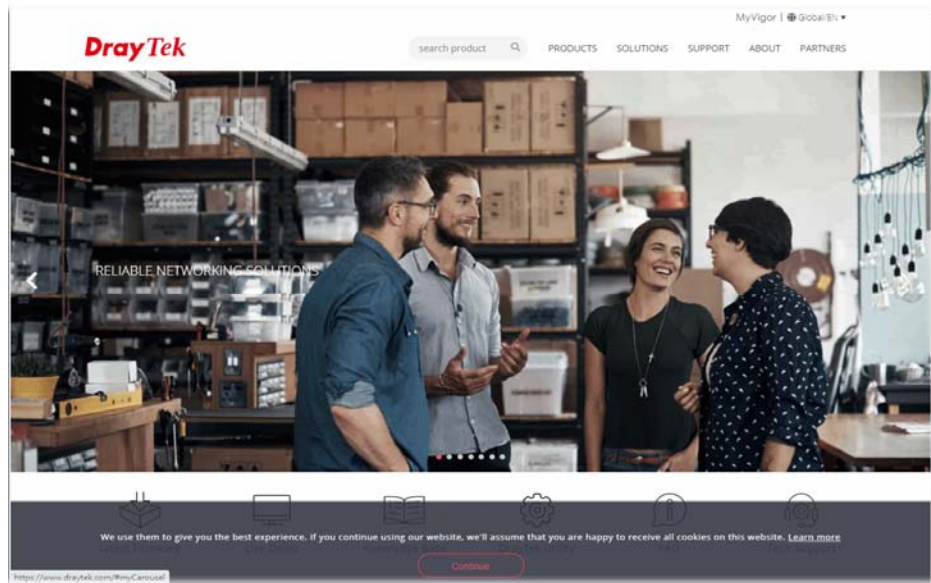 MyVigor | Global/EN ▾
DrayTek
search product
PRODUCTS SOLUTIONS SUPPORT ABOUT PARTNERS
RELIABLE NETWORKING SOLUTIONS
We use them to give you the best experience. If you continue using our website, we'll assume that you are happy to receive all cookies on this website. Learn more
Continue
https://www.draytek.com/#myCarousel